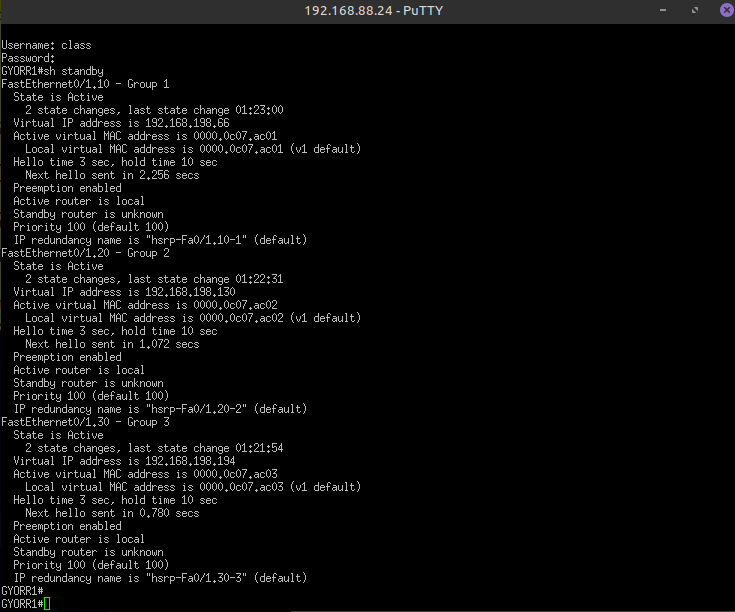 192.168.88.24 - PuTTY
Username: class
Password:
GYORR1#sh standby
FastEthernet0/1.10 - Group 1
  State is Active
    2 state changes, last state change 01:23:00
  Virtual IP address is 192.168.198.66
  Active virtual MAC address is 0000.0c07.ac01
    Local virtual MAC address is 0000.0c07.ac01 (v1 default)
  Hello time 3 sec, hold time 10 sec
    Next hello sent in 2.256 secs
  Preemption enabled
  Active router is local
  Standby router is unknown
  Priority 100 (default 100)
  IP redundancy name is "hsrp-Fa0/1.10-1" (default)
FastEthernet0/1.20 - Group 2
  State is Active
    2 state changes, last state change 01:22:31
  Virtual IP address is 192.168.198.130
  Active virtual MAC address is 0000.0c07.ac02
    Local virtual MAC address is 0000.0c07.ac02 (v1 default)
  Hello time 3 sec, hold time 10 sec
    Next hello sent in 1.072 secs
  Preemption enabled
  Active router is local
  Standby router is unknown
  Priority 100 (default 100)
  IP redundancy name is "hsrp-Fa0/1.20-2" (default)
FastEthernet0/1.30 - Group 3
  State is Active
    2 state changes, last state change 01:21:54
  Virtual IP address is 192.168.198.194
  Active virtual MAC address is 0000.0c07.ac03
    Local virtual MAC address is 0000.0c07.ac03 (v1 default)
  Hello time 3 sec, hold time 10 sec
    Next hello sent in 0.780 secs
  Preemption enabled
  Active router is local
  Standby router is unknown
  Priority 100 (default 100)
  IP redundancy name is "hsrp-Fa0/1.30-3" (default)
GYORR1#
GYORR1#